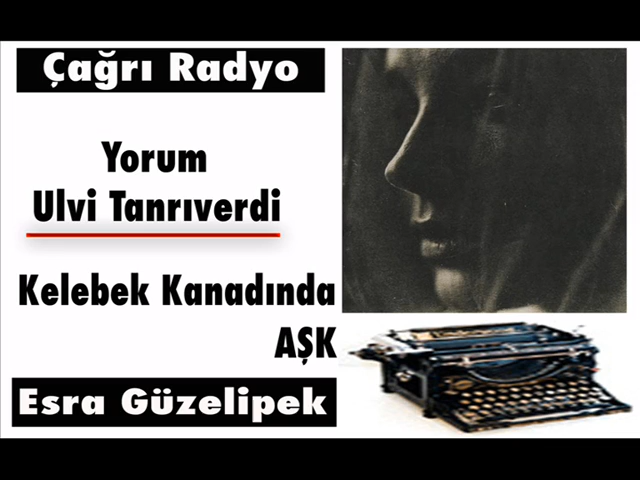 Çağrı Radyo
Yorum
Ulvi Tanrıverdi
Kelebek Kanadında
AŞK
Esra Güzelipek